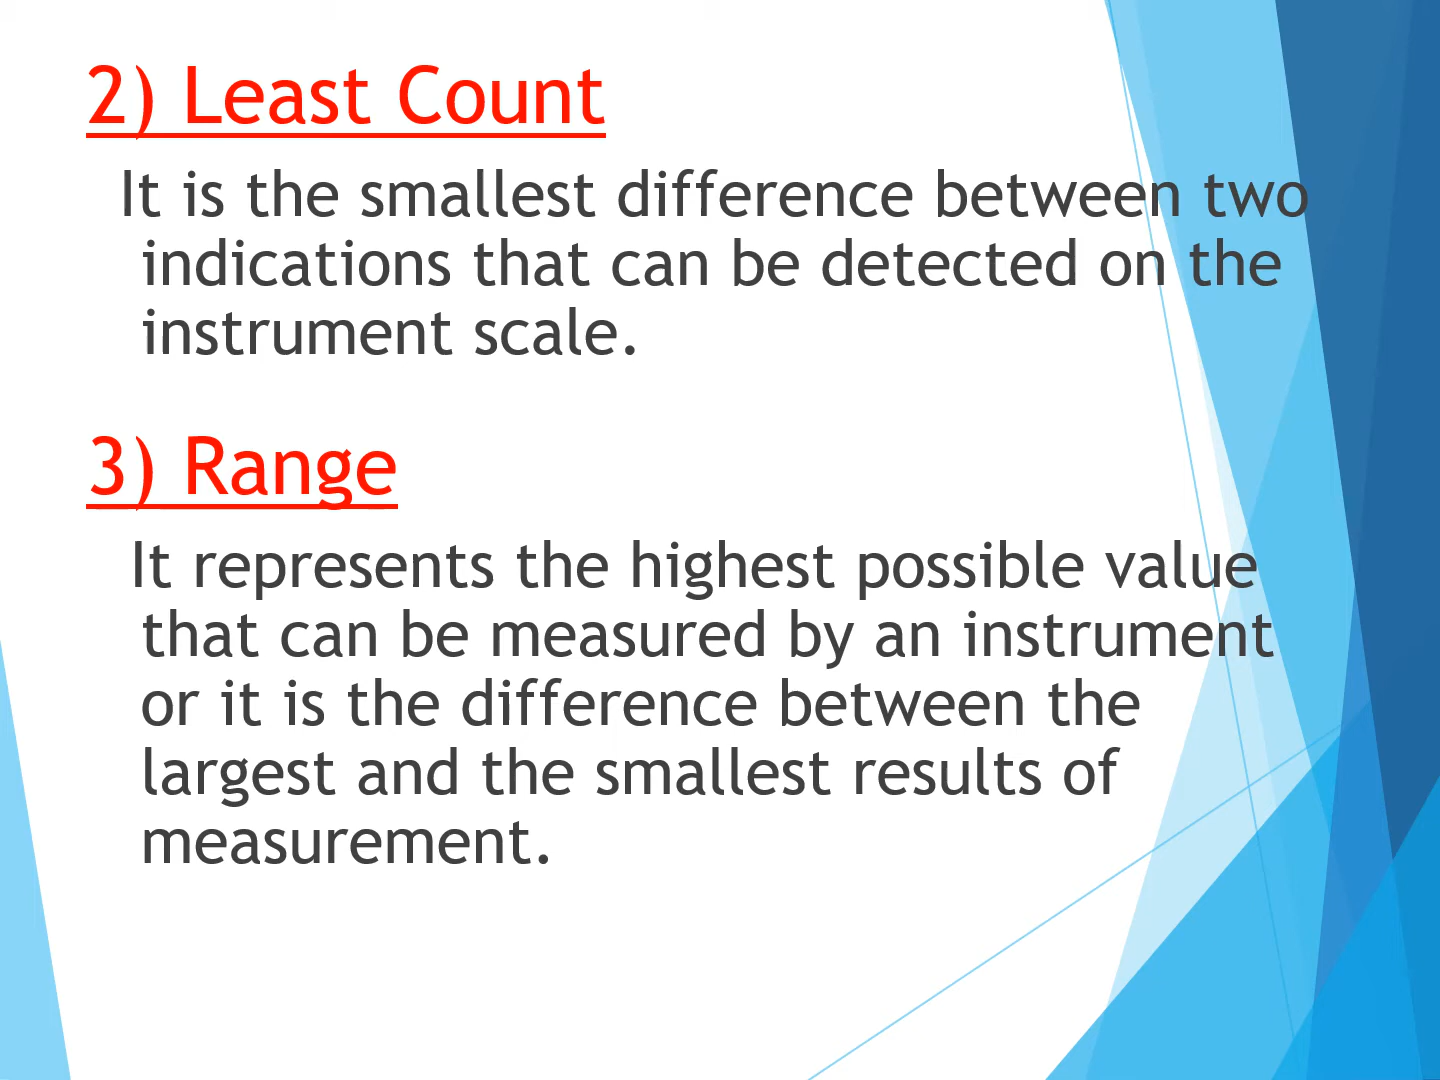 2) Least Count
It is the smallest difference between two
indications that can be detected on the
instrument scale.
3) Range
It represents the highest possible value
that can be measured by an instrument
or it is the difference between the
largest and the smallest results of
measurement.